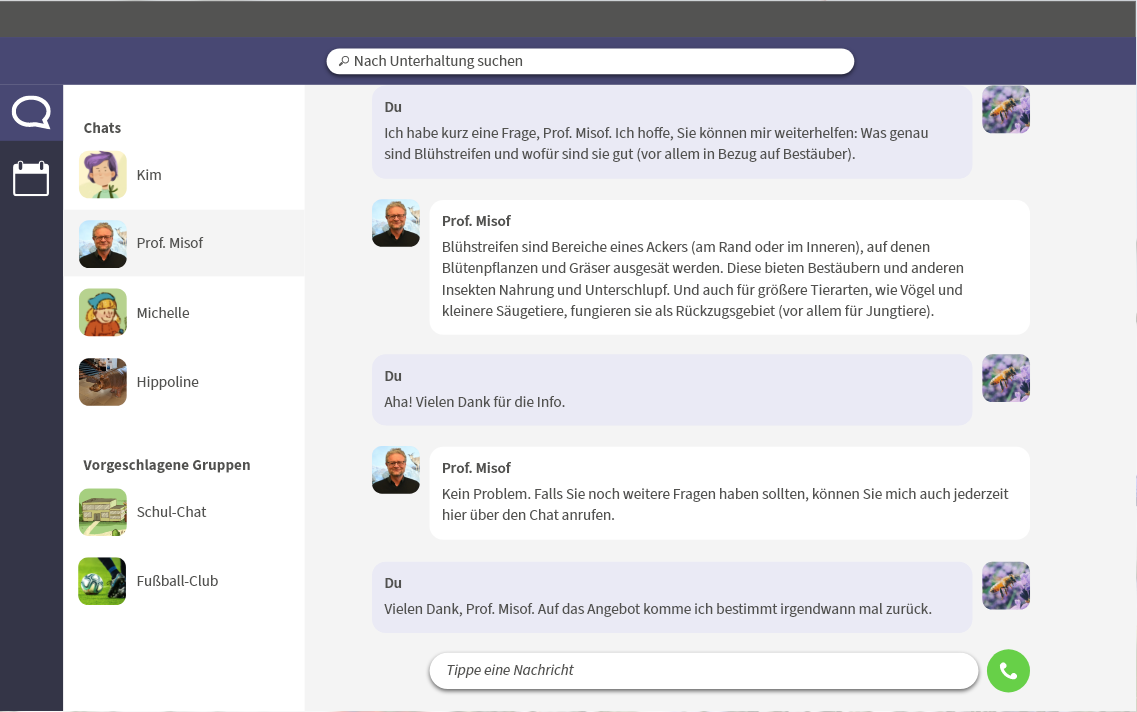 Nach Unterhaltung suchen
Chats
Kim
Prof. Misof
Michelle
Hippoline
Vorgeschlagene Gruppen
Schul-Chat
Fußball-Club
Du
Ich habe kurz eine Frage, Prof. Misof. Ich hoffe, Sie können mir weiterhelfen: Was genau
sind Blühstreifen und wofür sind sie gut (vor allem in Bezug auf Bestäuber).
Prof. Misof
Blühstreifen sind Bereiche eines Ackers (am Rand oder im Inneren), auf denen
Blütenpflanzen und Gräser ausgesät werden. Diese bieten Bestäubern und anderen
Insekten Nahrung und Unterschlupf. Und auch für größere Tierarten, wie Vögel und
kleinere Säugetiere, fungieren sie als Rückzugsgebiet (vor allem für Jungtiere).
Du
Aha! Vielen Dank für die Info.
Prof. Misof
Kein Problem. Falls Sie noch weitere Fragen haben sollten, können Sie mich auch jederzeit
hier über den Chat anrufen.
Du
Vielen Dank, Prof. Misof. Auf das Angebot komme ich bestimmt irgendwann mal zurück.
Tippe eine Nachricht